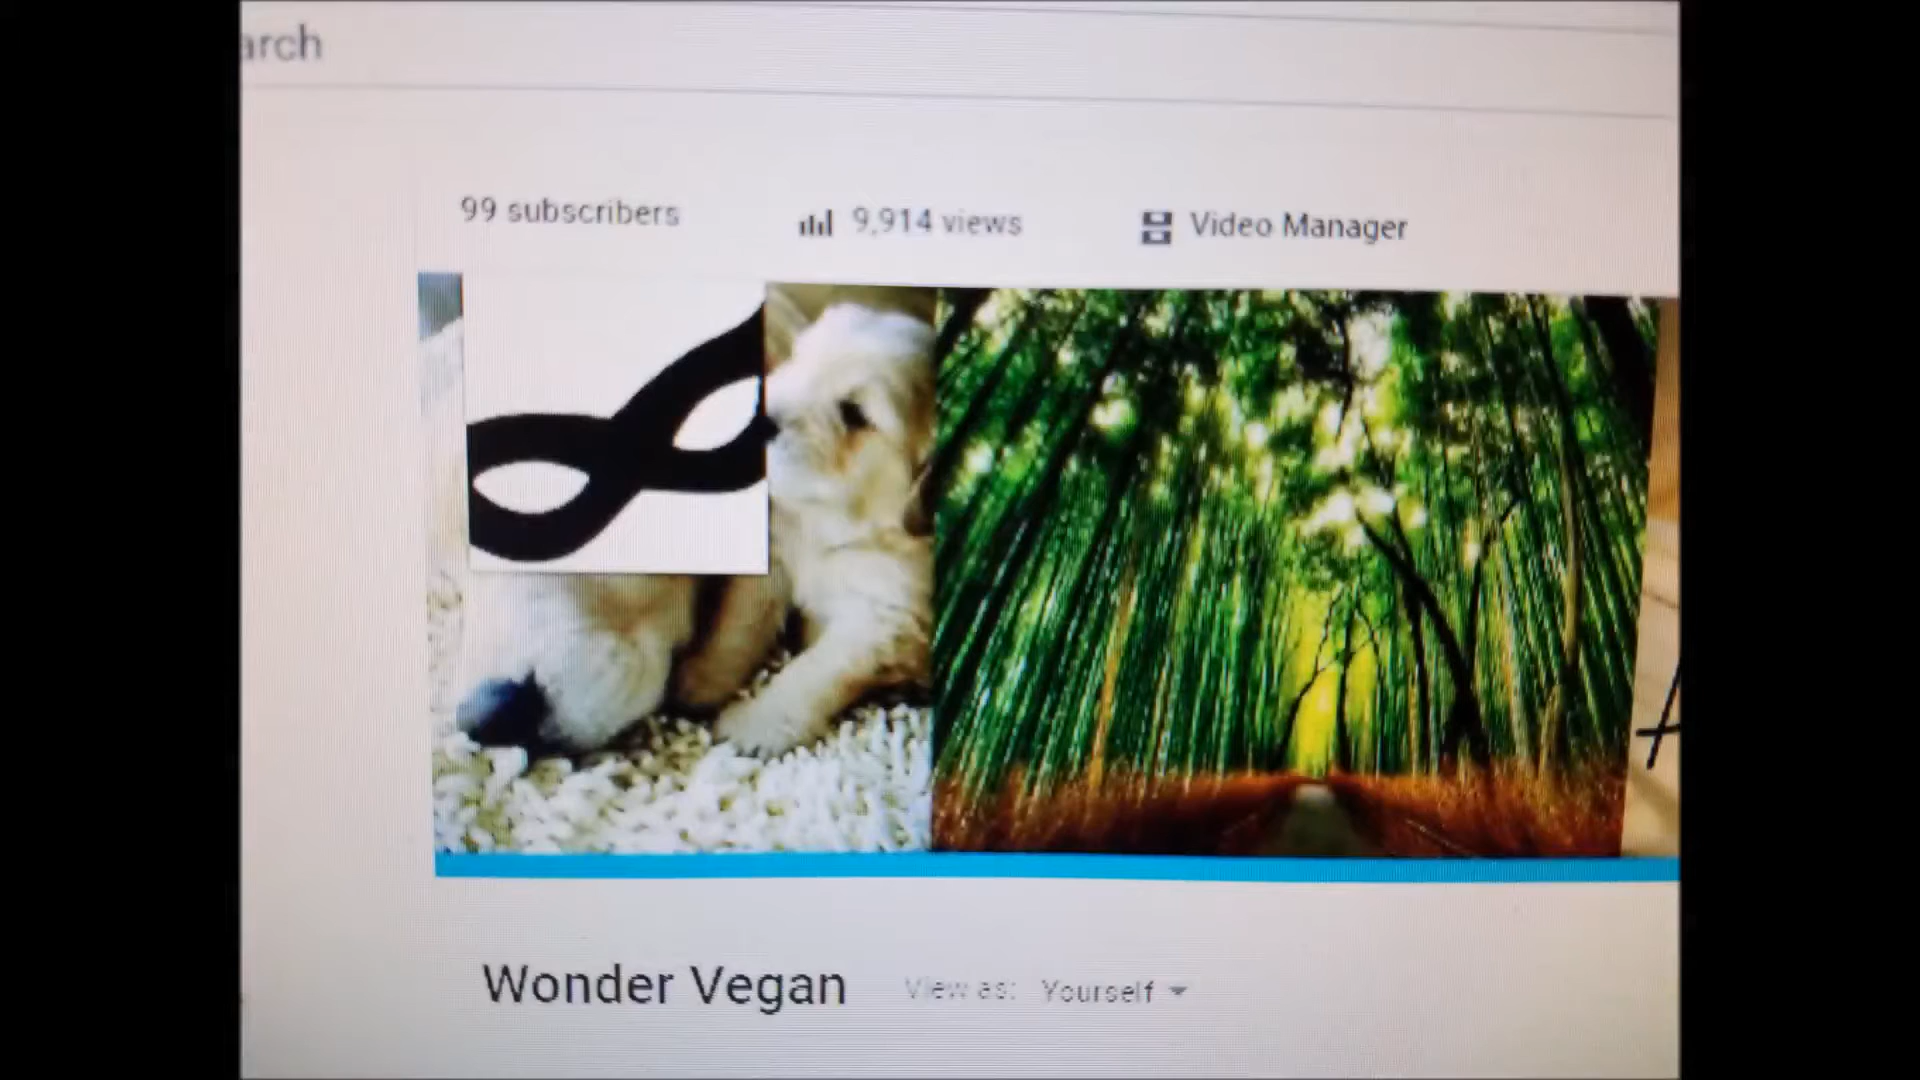 arch
99 subscribers
9,914 views
Video Manager
Wonder Vegan
View as: Yourself